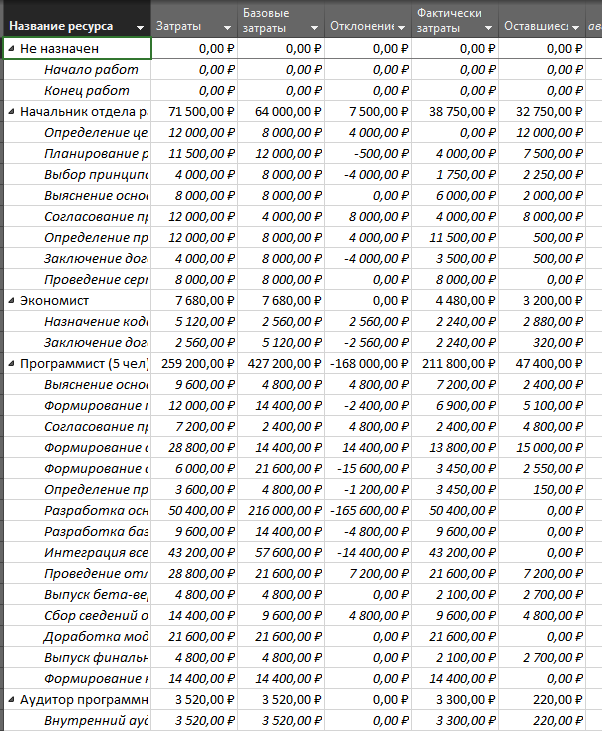 Название ресурса Затраты Базовые затраты Отклонение Фактически затраты Оставшиес
Не назначен 0,00 ₽ 0,00 ₽ 0,00 ₽ 0,00 ₽ 0,00 ₽
Начало работ 0,00 ₽ 0,00 ₽ 0,00 ₽ 0,00 ₽ 0,00 ₽
Конец работ 0,00 ₽ 0,00 ₽ 0,00 ₽ 0,00 ₽ 0,00 ₽
Начальник отдела р 71 500,00 ₽ 64 000,00 ₽ 7 500,00 ₽ 38 750,00 ₽ 32 750,00 ₽
Определение це 12 000,00 ₽ 8 000,00 ₽ 4 000,00 ₽ 0,00 ₽ 12 000,00 ₽
Планирование р 11 500,00 ₽ 12 000,00 ₽ -500,00 ₽ 4 000,00 ₽ 7 500,00 ₽
Выбор принципо 4 000,00 ₽ 8 000,00 ₽ -4 000,00 ₽ 1 750,00 ₽ 2 250,00 ₽
Выяснение осно 8 000,00 ₽ 8 000,00 ₽ 0,00 ₽ 6 000,00 ₽ 2 000,00 ₽
Согласование пр 12 000,00 ₽ 4 000,00 ₽ 8 000,00 ₽ 4 000,00 ₽ 8 000,00 ₽
Определение пр 12 000,00 ₽ 8 000,00 ₽ 4 000,00 ₽ 11 500,00 ₽ 500,00 ₽
Заключение дог 4 000,00 ₽ 8 000,00 ₽ -4 000,00 ₽ 3 500,00 ₽ 500,00 ₽
Проведение серт 8 000,00 ₽ 8 000,00 ₽ 0,00 ₽ 8 000,00 ₽ 0,00 ₽
Экономист 7 680,00 ₽ 7 680,00 ₽ 0,00 ₽ 4 480,00 ₽ 3 200,00 ₽
Назначение кодо 5 120,00 ₽ 2 560,00 ₽ 2 560,00 ₽ 2 240,00 ₽ 2 880,00 ₽
Заключение дог 2 560,00 ₽ 5 120,00 ₽ -2 560,00 ₽ 2 240,00 ₽ 320,00 ₽
Программист (5 чел) 259 200,00 ₽ 427 200,00 ₽ -168 000,00 ₽ 211 800,00 ₽ 47 400,00 ₽
Выяснение осно 9 600,00 ₽ 4 800,00 ₽ 4 800,00 ₽ 7 200,00 ₽ 2 400,00 ₽
Формирование т 12 000,00 ₽ 14 400,00 ₽ -2 400,00 ₽ 6 900,00 ₽ 5 100,00 ₽
Согласование пр 7 200,00 ₽ 2 400,00 ₽ 4 800,00 ₽ 2 400,00 ₽ 4 800,00 ₽
Формирование с 28 800,00 ₽ 14 400,00 ₽ 14 400,00 ₽ 13 800,00 ₽ 15 000,00 ₽
Формирование с 6 000,00 ₽ 21 600,00 ₽ -15 600,00 ₽ 3 450,00 ₽ 2 550,00 ₽
Определение пр 3 600,00 ₽ 4 800,00 ₽ -1 200,00 ₽ 3 450,00 ₽ 150,00 ₽
Разработка осн 50 400,00 ₽ 216 000,00 ₽ -165 600,00 ₽ 50 400,00 ₽ 0,00 ₽
Разработка баз 9 600,00 ₽ 14 400,00 ₽ -4 800,00 ₽ 9 600,00 ₽ 0,00 ₽
Интеграция все 43 200,00 ₽ 57 600,00 ₽ -14 400,00 ₽ 43 200,00 ₽ 0,00 ₽
Проведение отл 28 800,00 ₽ 21 600,00 ₽ 7 200,00 ₽ 21 600,00 ₽ 7 200,00 ₽
Выпуск бета-ве 4 800,00 ₽ 4 800,00 ₽ 0,00 ₽ 2 100,00 ₽ 2 700,00 ₽
Сбор сведений о 14 400,00 ₽ 9 600,00 ₽ 4 800,00 ₽ 9 600,00 ₽ 4 800,00 ₽
Доработка мод 21 600,00 ₽ 21 600,00 ₽ 0,00 ₽ 21 600,00 ₽ 0,00 ₽
Выпуск финальн 4 800,00 ₽ 4 800,00 ₽ 0,00 ₽ 2 100,00 ₽ 2 700,00 ₽
Формирование 14 400,00 ₽ 14 400,00 ₽ 0,00 ₽ 14 400,00 ₽ 0,00 ₽
Аудитор программн 3 520,00 ₽ 3 520,00 ₽ 0,00 ₽ 3 300,00 ₽ 220,00 ₽
Внутренний ауд 3 520,00 ₽ 3 520,00 ₽ 0,00 ₽ 3 300,00 ₽ 220,00 ₽